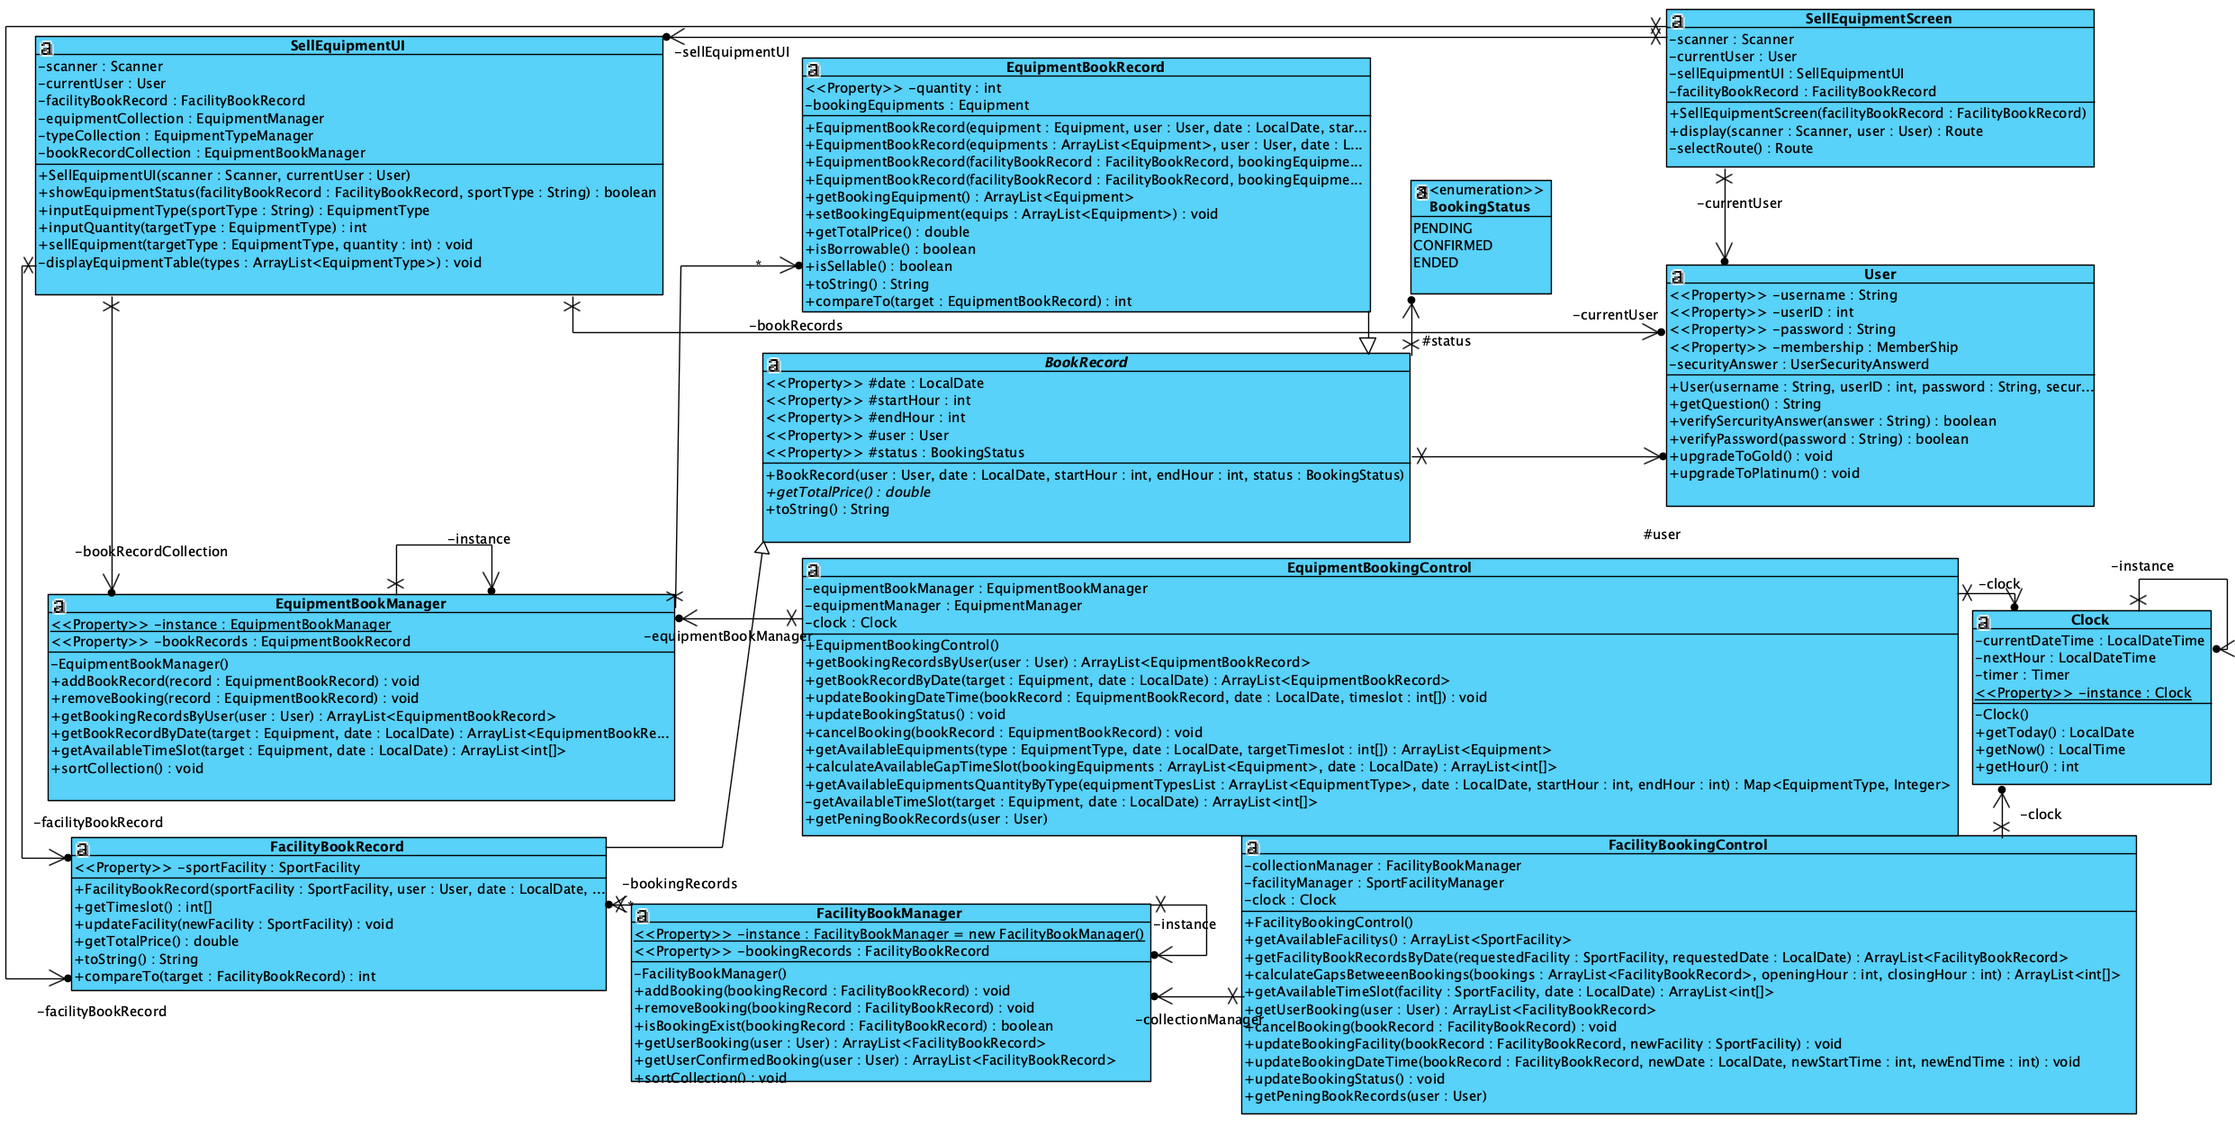 SellEquipmentUI
-scanner : Scanner
-currentUser : User
-facilityBookRecord : FacilityBookRecord
-equipmentCollection : EquipmentManager
-typeCollection : EquipmentTypeManager
-bookRecordCollection : EquipmentBookManager
+SellEquipmentUI(scanner : Scanner, currentUser : User)
+showEquipmentStatus(facilityBookRecord : FacilityBookRecord, sportType : String) : boolean
+inputEquipmentType(sportType : String) : EquipmentType
+inputQuantity(targetType : EquipmentType) : int
+sellEquipment(targetType : EquipmentType, quantity : int) : void
-displayEquipmentTable(types : ArrayList<EquipmentType>) : void
-sellEquipmentUI
EquipmentBookRecord
<<Property>> -quantity : int
-bookingEquipments : Equipment
+EquipmentBookRecord(equipment : Equipment, user : User, date : LocalDate, star...
+EquipmentBookRecord(equipments : ArrayList<Equipment>, user : User, date : L...
+EquipmentBookRecord(facilityBookRecord : FacilityBookRecord, bookingEquipme...
+EquipmentBookRecord(facilityBookRecord : FacilityBookRecord, bookingEquipme...
+getBookingEquipment() : ArrayList<Equipment>
+setBookingEquipment(equips : ArrayList<Equipment>) : void
+getTotalPrice() : double
+isBorrowable() : boolean
+isSellable() : boolean
+toString() : String
+compareTo(target : EquipmentBookRecord) : int
*
-bookRecords
<<enumeration>>
BookingStatus
PENDING
CONFIRMED
ENDED
#status
SellEquipmentScreen
-scanner : Scanner
-currentUser : User
-sellEquipmentUI : SellEquipmentUI
-facilityBookRecord : FacilityBookRecord
+SellEquipmentScreen(facilityBookRecord : FacilityBookRecord)
+display(scanner : Scanner, user : User) : Route
-selectRoute() : Route
-currentUser
-currentUser
User
<<Property>> -username : String
<<Property>> -userID : int
<<Property>> -password : String
<<Property>> -membership : MemberShip
-securityAnswer : UserSecurityAnswerd
+User(username : String, userID : int, password : String, secur...
+getQuestion() : String
+verifySercurityAnswer(answer : String) : boolean
+verifyPassword(password : String) : boolean
+upgradeToGold() : void
+upgradeToPlatinum() : void
#user
BookRecord
<<Property>> #date : LocalDate
<<Property>> #startHour : int
<<Property>> #endHour : int
<<Property>> #user : User
<<Property>> #status : BookingStatus
+BookRecord(user : User, date : LocalDate, startHour : int, endHour : int, status : BookingStatus)
+getTotalPrice() : double
+toString() : String
-bookRecordCollection
-instance
EquipmentBookManager
<<Property>> -instance : EquipmentBookManager
<<Property>> -bookRecords : EquipmentBookRecord
-EquipmentBookManager()
+addBookRecord(record : EquipmentBookRecord) : void
+removeBooking(record : EquipmentBookRecord) : void
+getBookingRecordsByUser(user : User) : ArrayList<EquipmentBookRecord>
+getBookRecordByDate(target : Equipment, date : LocalDate) : ArrayList<EquipmentBookRe...
+getAvailableTimeSlot(target : Equipment, date : LocalDate) : ArrayList<int[]>
+sortCollection() : void
-equipmentBookManager
EquipmentBookingControl
-equipmentBookManager : EquipmentBookManager
-equipmentManager : EquipmentManager
-clock : Clock
+EquipmentBookingControl()
+getBookingRecordsByUser(user : User) : ArrayList<EquipmentBookRecord>
+getBookRecordByDate(target : Equipment, date : LocalDate) : ArrayList<EquipmentBookRecord>
+updateBookingDateTime(bookRecord : EquipmentBookRecord, date : LocalDate, timeslot : int[]) : void
+updateBookingStatus() : void
+cancelBooking(bookRecord : EquipmentBookRecord) : void
+getAvailableEquipments(type : EquipmentType, date : LocalDate, targetTimeslot : int[]) : ArrayList<Equipment>
+calculateAvailableGapTimeSlot(bookingEquipments : ArrayList<Equipment>, date : LocalDate) : ArrayList<int[]>
+getAvailableEquipmentsQuantityByType(equipmentTypesList : ArrayList<EquipmentType>, date : LocalDate, startHour : int, endHour : int) : Map<EquipmentType, Integer>
-getAvailableTimeSlot(target : Equipment, date : LocalDate) : ArrayList<int[]>
+getPeningBookRecords(user : User)
-clock
-instance
Clock
-currentDateTime : LocalDateTime
-nextHour : LocalDateTime
-timer : Timer
<<Property>> -instance : Clock
-Clock()
+getToday() : LocalDate
+getNow() : LocalTime
+getHour() : int
-clock
-facilityBookRecord
FacilityBookRecord
<<Property>> -sportFacility : SportFacility
+FacilityBookRecord(sportFacility : SportFacility, user : User, date : LocalDate, ...
+getTimeslot() : int[]
+updateFacility(newFacility : SportFacility) : void
+getTotalPrice() : double
+toString() : String
+compareTo(target : FacilityBookRecord) : int
-facilityBookRecord
-bookingRecords
*
FacilityBookManager
<<Property>> -instance : FacilityBookManager = new FacilityBookManager()
<<Property>> -bookingRecords : FacilityBookRecord
-FacilityBookManager()
+addBooking(bookingRecord : FacilityBookRecord) : void
+removeBooking(bookingRecord : FacilityBookRecord) : void
+isBookingExist(bookingRecord : FacilityBookRecord) : boolean
+getUserBooking(user : User) : ArrayList<FacilityBookRecord>
+getUserConfirmedBooking(user : User) : ArrayList<FacilityBookRecord>
+sortCollection() : void
-instance
-collectionManager
FacilityBookingControl
-collectionManager : FacilityBookManager
-facilityManager : SportFacilityManager
-clock : Clock
+FacilityBookingControl()
+getAvailableFacilitys() : ArrayList<SportFacility>
+getFacilityBookRecordsByDate(requestedFacility : SportFacility, requestedDate : LocalDate) : ArrayList<FacilityBookRecord>
+calculateGapsBetweeenBookings(bookings : ArrayList<FacilityBookRecord>, openingHour : int, closingHour : int) : ArrayList<int[]>
+getAvailableTimeSlot(facility : SportFacility, date : LocalDate) : ArrayList<int[]>
+getUserBooking(user : User) : ArrayList<FacilityBookRecord>
+cancelBooking(bookRecord : FacilityBookRecord) : void
+updateBookingFacility(bookRecord : FacilityBookRecord, newFacility : SportFacility) : void
+updateBookingDateTime(bookRecord : FacilityBookRecord, newDate : LocalDate, newStartTime : int, newEndTime : int) : void
+updateBookingStatus() : void
+getPeningBookRecords(user : User)